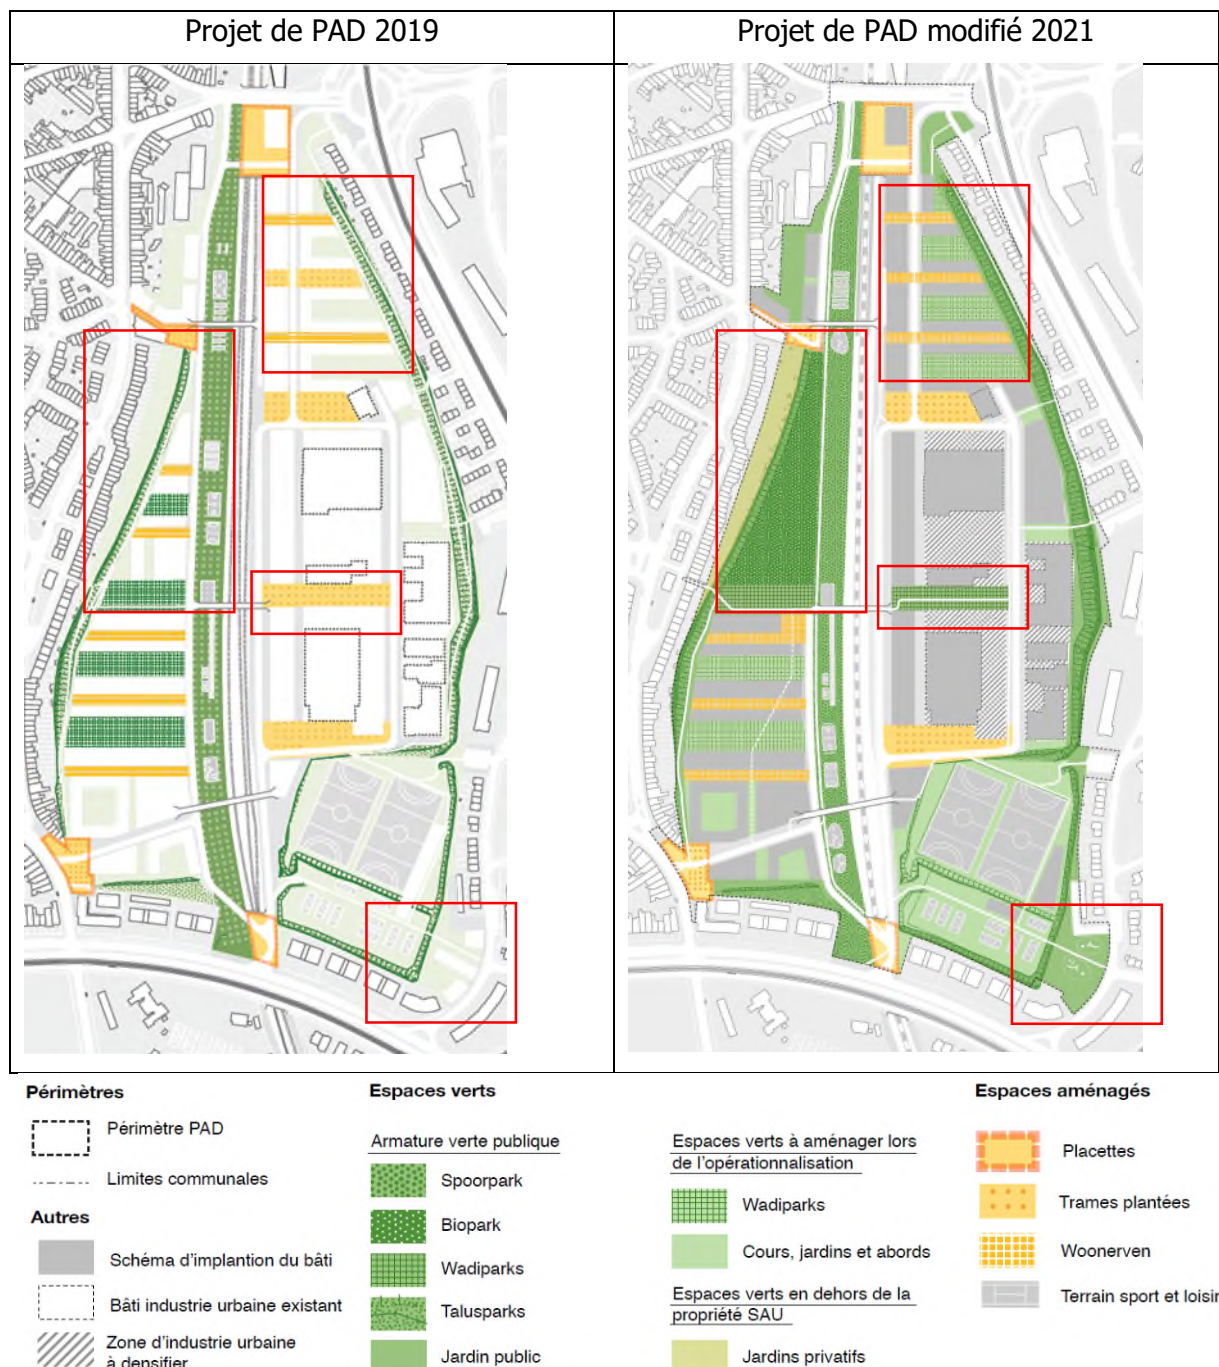 Projet de PAD 2019
Projet de PAD modifié 2021
Périmètres
Périmètre PAD
Limites communales
Autres
Schéma d'implantion du bâti
Bâti industrie urbaine existant
Zone d'industrie urbaine
à densifier
Espaces verts
Armature verte publique
Spoorpark
Biopark
Wadiparks
Talusparks
Jardin public
Espaces verts à aménager lors
de l'opérationnalisation
Wadiparks
Cours, jardins et abords
Espaces verts en dehors de la
propriété SAU
Jardins privatifs
Espaces aménagés
Placettes
Trames plantées
Woonerven
Terrain sport et loisir